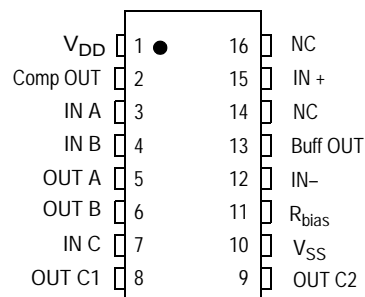 VDD 1 16 NC
Comp OUT 2 15 IN +
IN A 3 14 NC
IN B 4 13 Buff OUT
OUT A 5 12 IN–
OUT B 6 11 Rbias
IN C 7 10 VSS
OUT C1 8 9 OUT C2